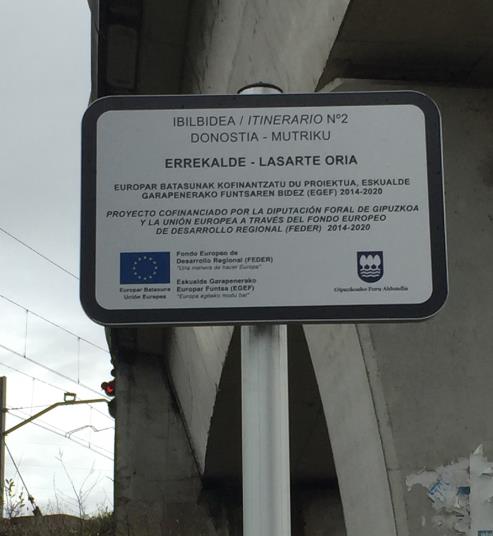 IBILBIDEA / ITINERARIO Nº2
DONOSTIA - MUTRIKU
ERREKALDE - LASARTE ORIA
EUROPAR BATASUNAK KOFINANTZATU DU PROIEKTUA, ESKUALDE
GARAPENERAKO FUNTSAREN BIDEZ (EGEF) 2014-2020
PROYECTO COFINANCIADO POR LA DIPUTACIÓN FORAL DE GIPUZKOA
Y LA UNIÓN EUROPEA A TRAVÉS DEL FONDO EUROPEO
DE DESARROLLO REGIONAL (FEDER) 2014-2020
Fondo Europeo de
Desarrollo Regional (FEDER)
"Una manera de hacer Europa"
Eskualde Garapenerako
Europar Funtsa (EGEF)
"Europa egiteko modu bat"
Europar Batasuna
Unión Europea
Gipuzkoako Foru Aldundia